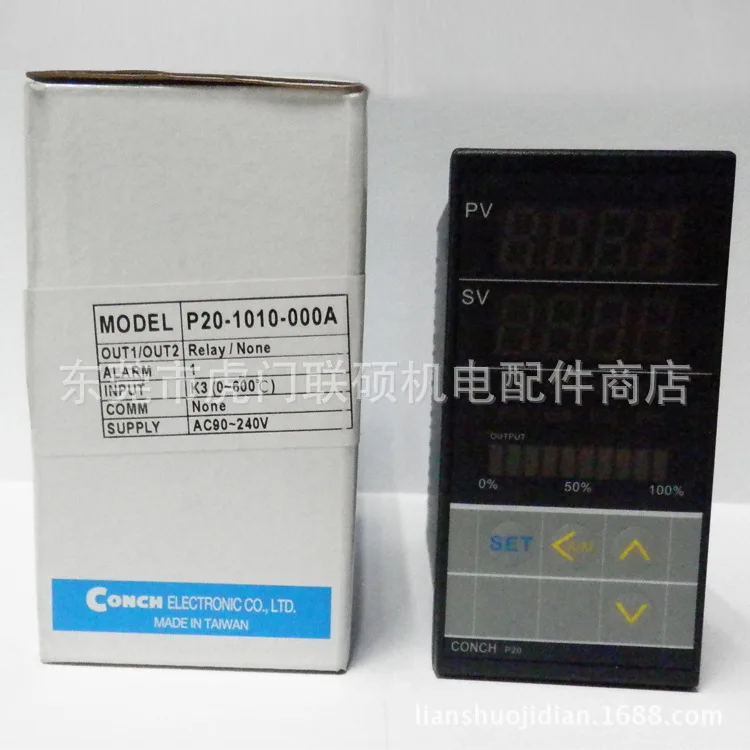 MODEL P20-1010-000A
OUT1/OUT2 Relay/None
ALARM 1
INPUT K3(0~600℃)
COMM None
SUPPLY AC90~240V
CONCH ELECTRONIC CO., LTD.
MADE IN TAIWAN
PV
SV
OUTPUT
0% 50% 100%
SET A/M
CONCH P20
东莞市虎门联硕机电配件商店
lianshuojidian.1688.com